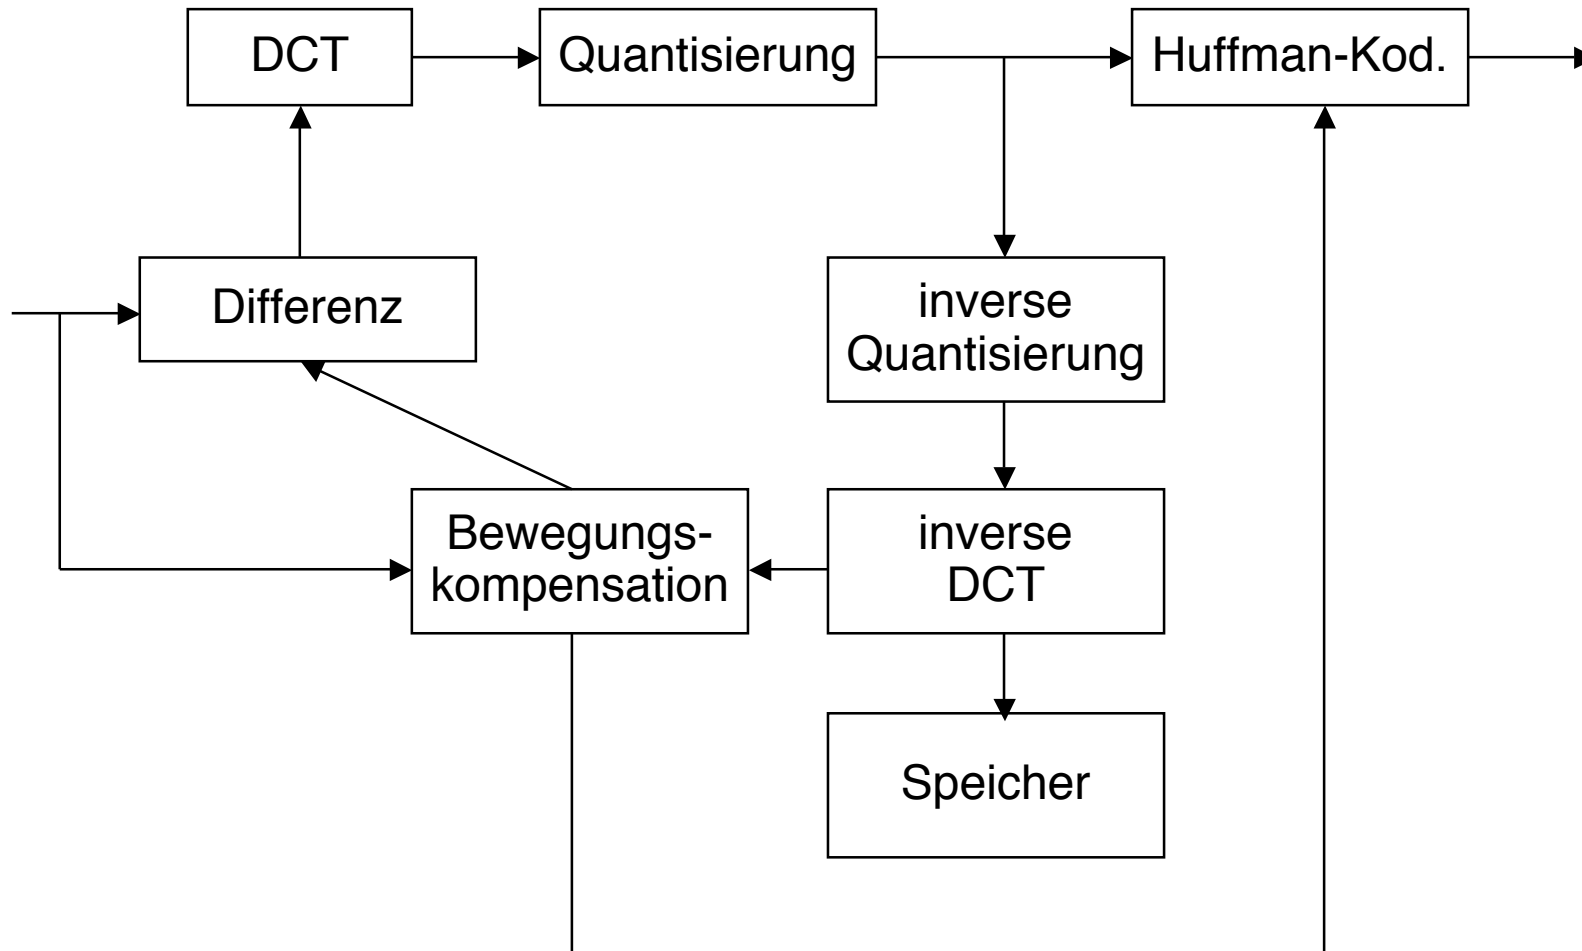 DCT
Quantisierung
Huffman-Kod.
Differenz
inverse
Quantisierung
Bewegungs-
kompensation
inverse
DCT
Speicher